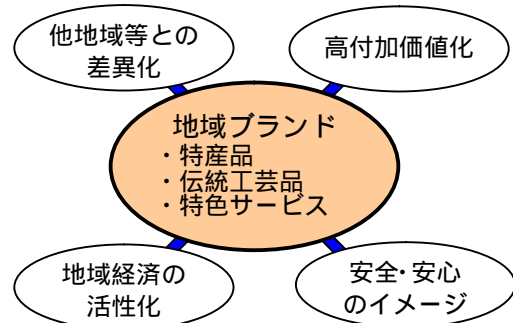 他地域等との
差異化
高付加価値化
地域ブランド
・特産品
・伝統工芸品
・特色サービス
地域経済の
活性化
安全・安心
のイメージ